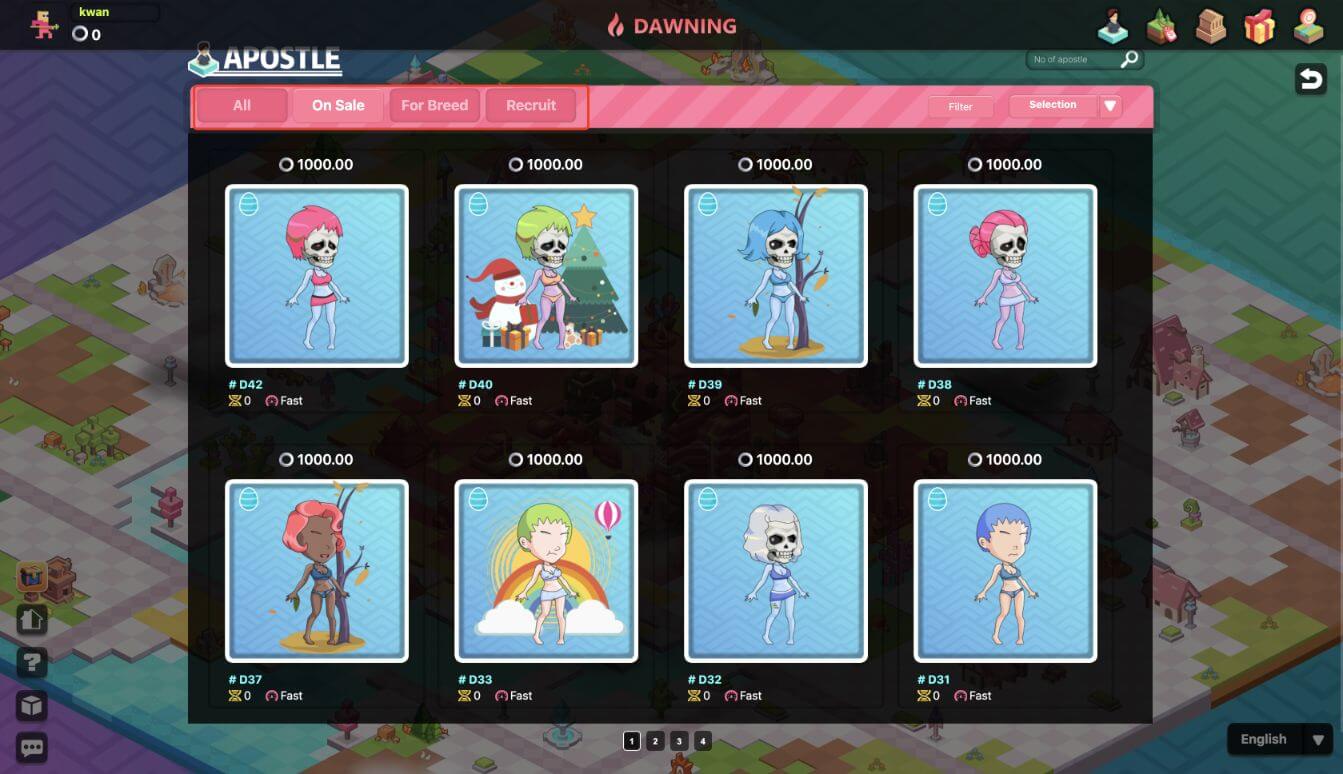 kwan
0
DAWNING
APOSTLE
No of apostle
All On Sale For Breed Recruit Filter Selection
1000.00 1000.00 1000.00 1000.00
# D42 # D40 # D39 # D38
0 Fast 0 Fast 0 Fast 0 Fast
1000.00 1000.00 1000.00 1000.00
# D37 # D33 # D32 # D31
0 Fast 0 Fast 0 Fast 0 Fast
?
1 2 3 4
English